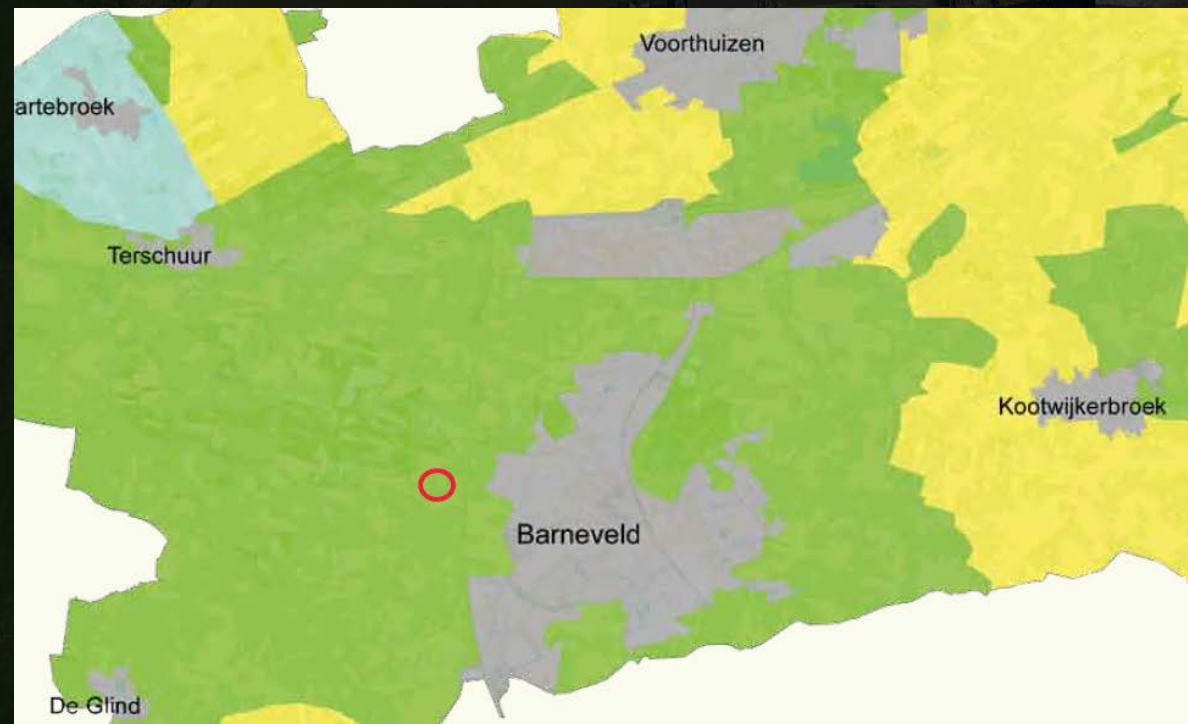 Voorthuizen
artebroek
Terschuur
Kootwijkerbroek
Barneveld
De Glind